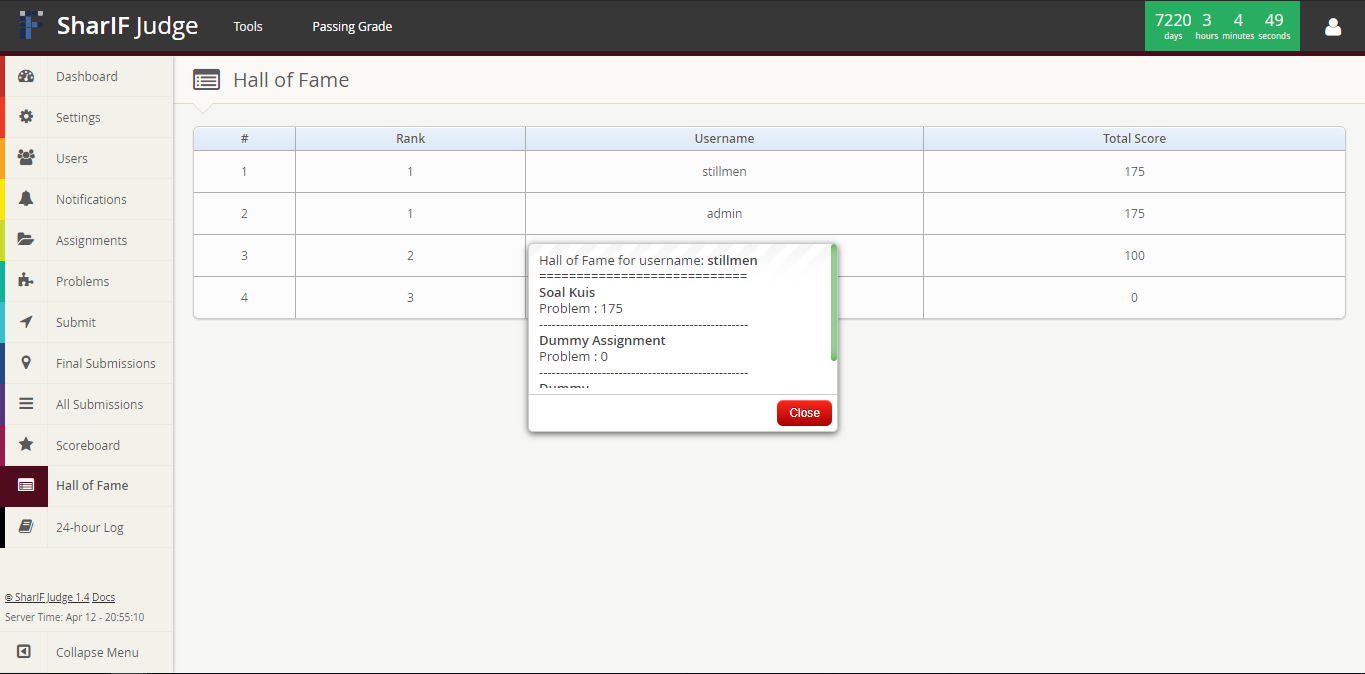 SharIF Judge
Tools
Passing Grade
7220 3 4 49
days hours minutes seconds
Dashboard
Settings
Users
Notifications
Assignments
Problems
Submit
Final Submissions
All Submissions
Scoreboard
Hall of Fame
24-hour Log
© SharIF Judge 1.4 Docs
Server Time: Apr 12 - 20:55:10
Collapse Menu
Hall of Fame
# Rank Username Total Score
1 1 stillmen 175
2 1 admin 175
3 2 100
4 3 0
Hall of Fame for username: stillmen
============================
Soal Kuis
Problem : 175
--------------------------------------------------
Dummy Assignment
Problem : 0
--------------------------------------------------
Dummy
Close